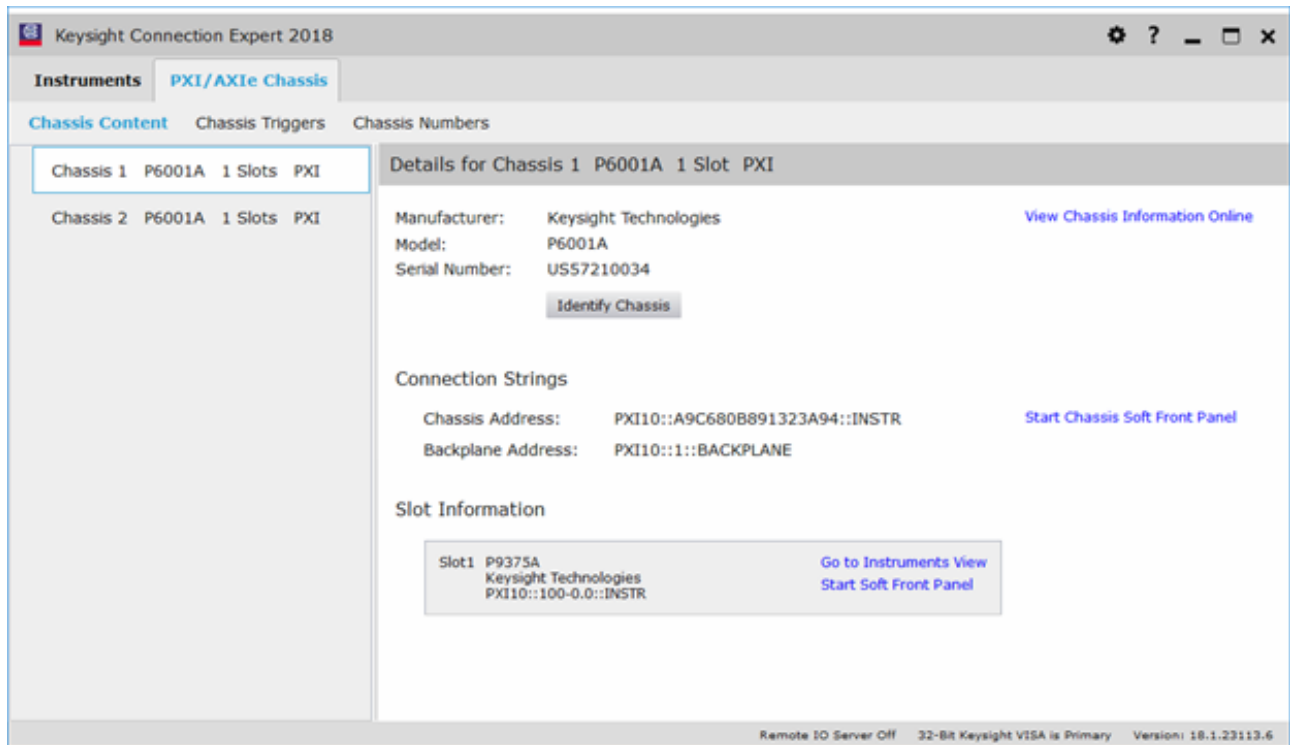 Keysight Connection Expert 2018
Instruments PXI/AXIe Chassis
Chassis Content Chassis Triggers Chassis Numbers
Chassis 1 P6001A 1 Slots PXI
Chassis 2 P6001A 1 Slots PXI
Details for Chassis 1 P6001A 1 Slot PXI
Manufacturer: Keysight Technologies View Chassis Information Online
Model: P6001A
Serial Number: US57210034
Identify Chassis
Connection Strings
Chassis Address: PXI10::A9C680B891323A94::INSTR Start Chassis Soft Front Panel
Backplane Address: PXI10::1::BACKPLANE
Slot Information
Slot1 P9375A Go to Instruments View
Keysight Technologies Start Soft Front Panel
PXI10::100-0.0::INSTR
Remote IO Server Off 32-Bit Keysight VISA is Primary Version: 18.1.23113.6